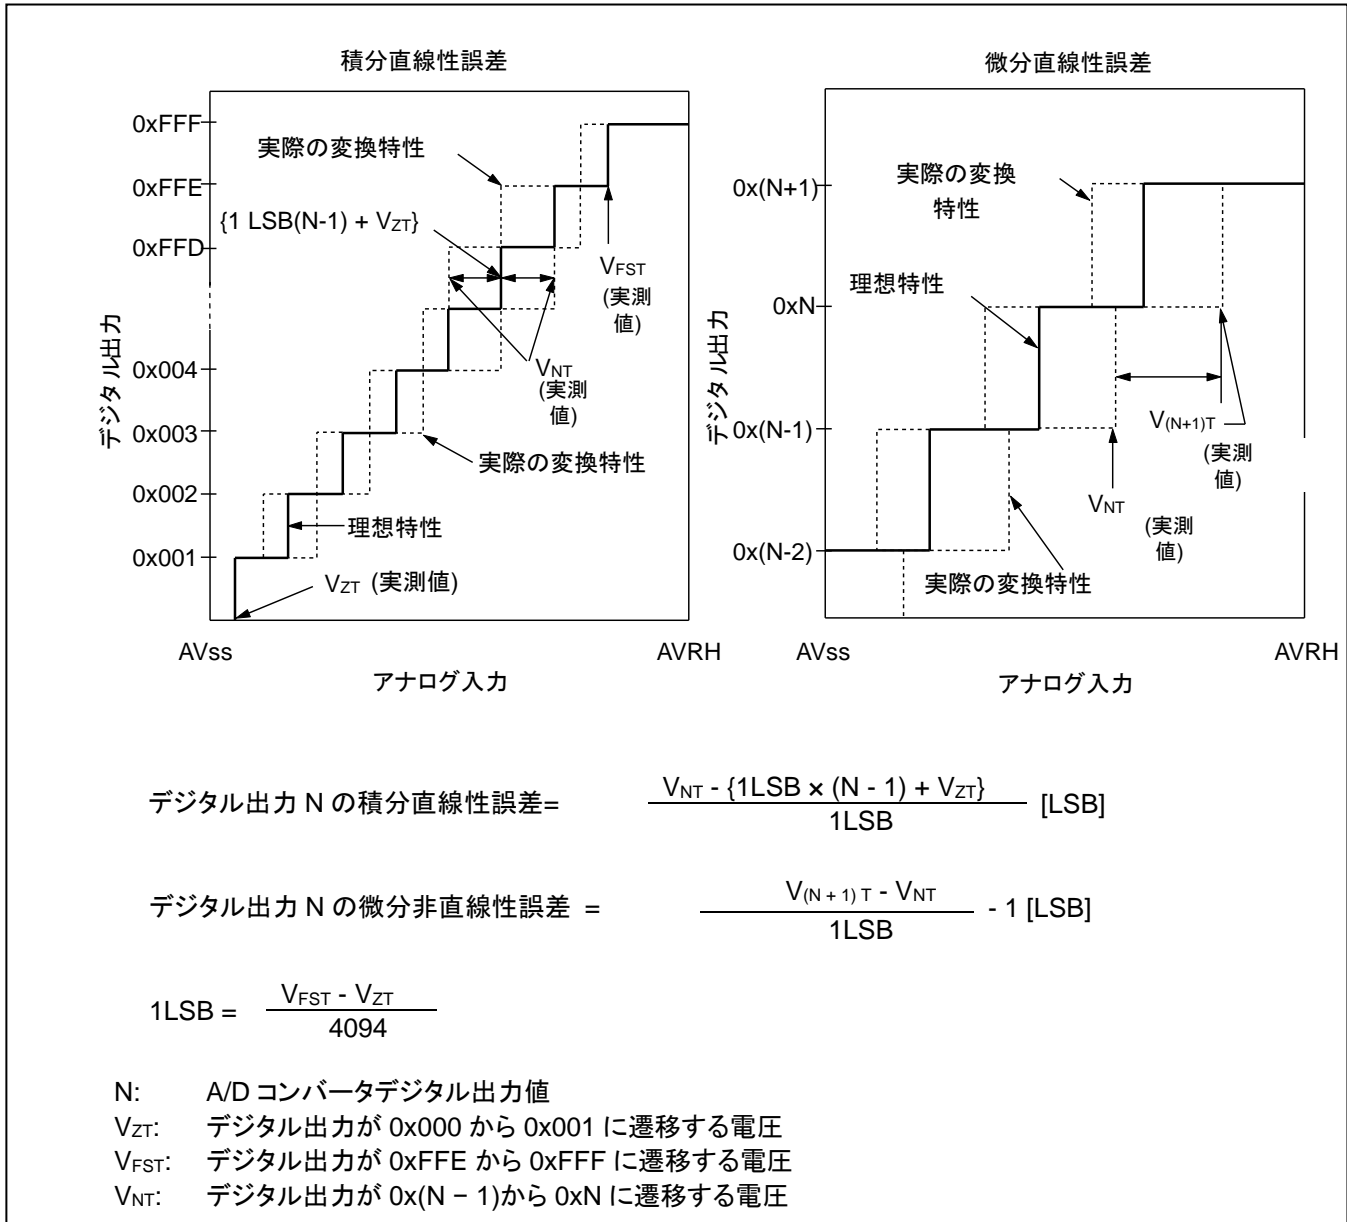 積分直線性誤差
0xFFF
実際の変換特性
0xFFE
{1 LSB(N-1) + VZT}
0xFFD
VFST
(実測
値)
VNT
(実測
値)
0x004
0x003
実際の変換特性
0x002
理想特性
0x001
VZT (実測値)
デジタル出力
AVss
AVRH
アナログ入力
微分直線性誤差
実際の変換
特性
0x(N+1)
理想特性
0xN
V(N+1)T
(実測
値)
0x(N-1)
VNT
(実測
値)
0x(N-2)
実際の変換特性
デジタル出力
AVss
AVRH
アナログ入力
デジタル出力 N の積分直線性誤差= VNT - {1LSB × (N - 1) + VZT} [LSB]
1LSB
デジタル出力 N の微分非直線性誤差 = V(N + 1) T - VNT - 1 [LSB]
1LSB
1LSB = VFST - VZT
4094
N: A/D コンバータデジタル出力値
VZT: デジタル出力が 0x000 から 0x001 に遷移する電圧
VFST: デジタル出力が 0xFFE から 0xFFF に遷移する電圧
VNT: デジタル出力が 0x(N − 1)から 0xN に遷移する電圧